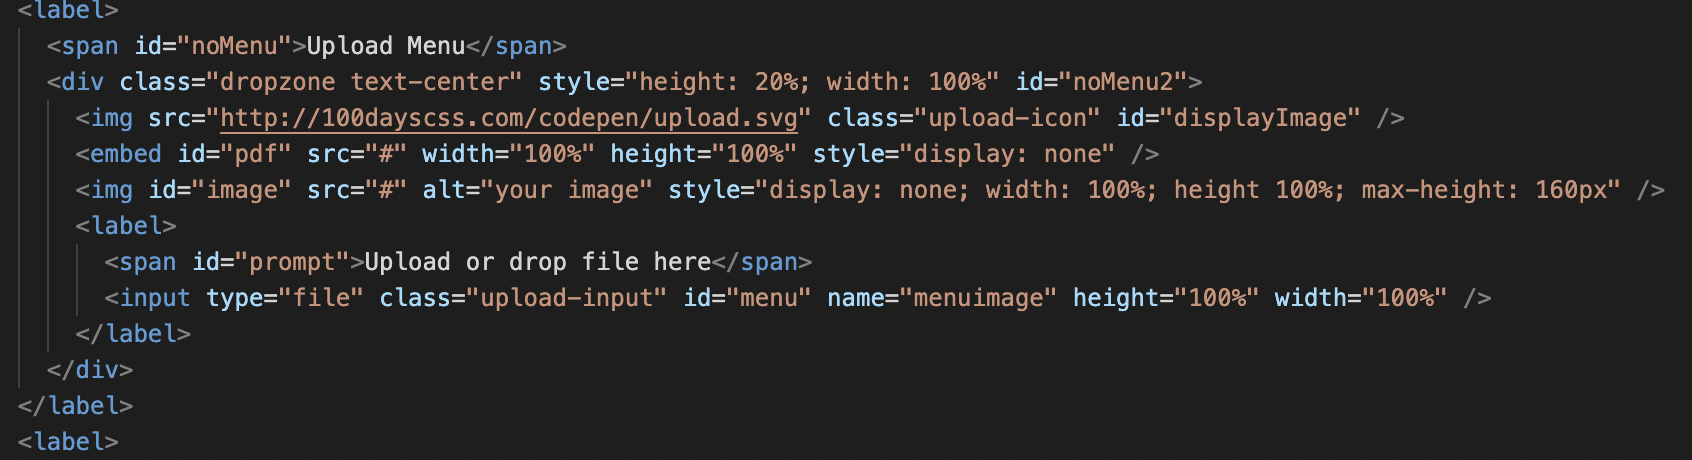 <label>
<span id="noMenu">Upload Menu</span>
<div class="dropzone text-center" style="height: 20%; width: 100%" id="noMenu2">
<img src="http://100dayscss.com/codepen/upload.svg" class="upload-icon" id="displayImage" />
<embed id="pdf" src="#" width="100%" height="100%" style="display: none" />
<img id="image" src="#" alt="your image" style="display: none; width: 100%; height 100%; max-height: 160px" />
<label>
<span id="prompt">Upload or drop file here</span>
<input type="file" class="upload-input" id="menu" name="menuimage" height="100%" width="100%" />
</label>
</div>
</label>
<label>